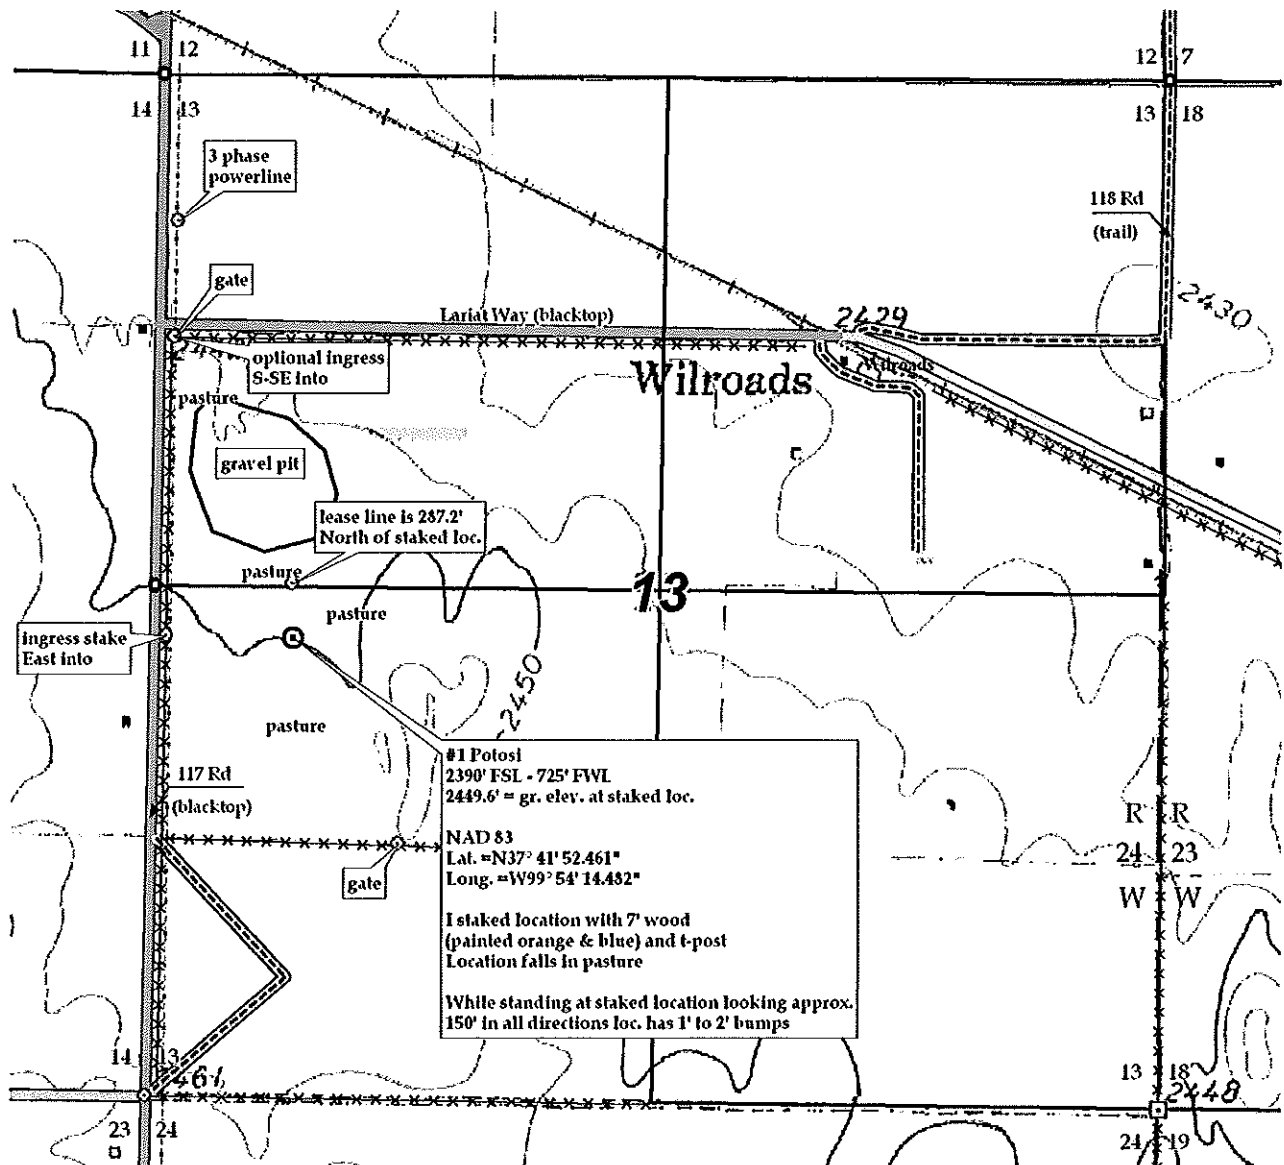 11 12
12 7
14 13
13 18
3 phase
powerline
118 Rd
(trail)
gate
2430
Lariat Way (blacktop)
2429
optional ingress
S-SE into
Wilroads
Wilroads
pasture
gravel pit
lease line is 287.2'
North of staked loc.
pasture
13
pasture
ingress stake
East into
2450
pasture
#1 Potosi
2390' FSL - 725' FWL
2449.6' = gr. elev. at staked loc.
117 Rd
(blacktop)
NAD 83
Lat. =N37° 41' 52.461"
Long. =W99° 54' 14.482"
R R
24 23
W W
gate
I staked location with 7' wood
(painted orange & blue) and t-post
Location falls in pasture
While standing at staked location looking approx.
150' in all directions loc. has 1' to 2' bumps
14 13
2461
13 18
2448
23 24
24 19